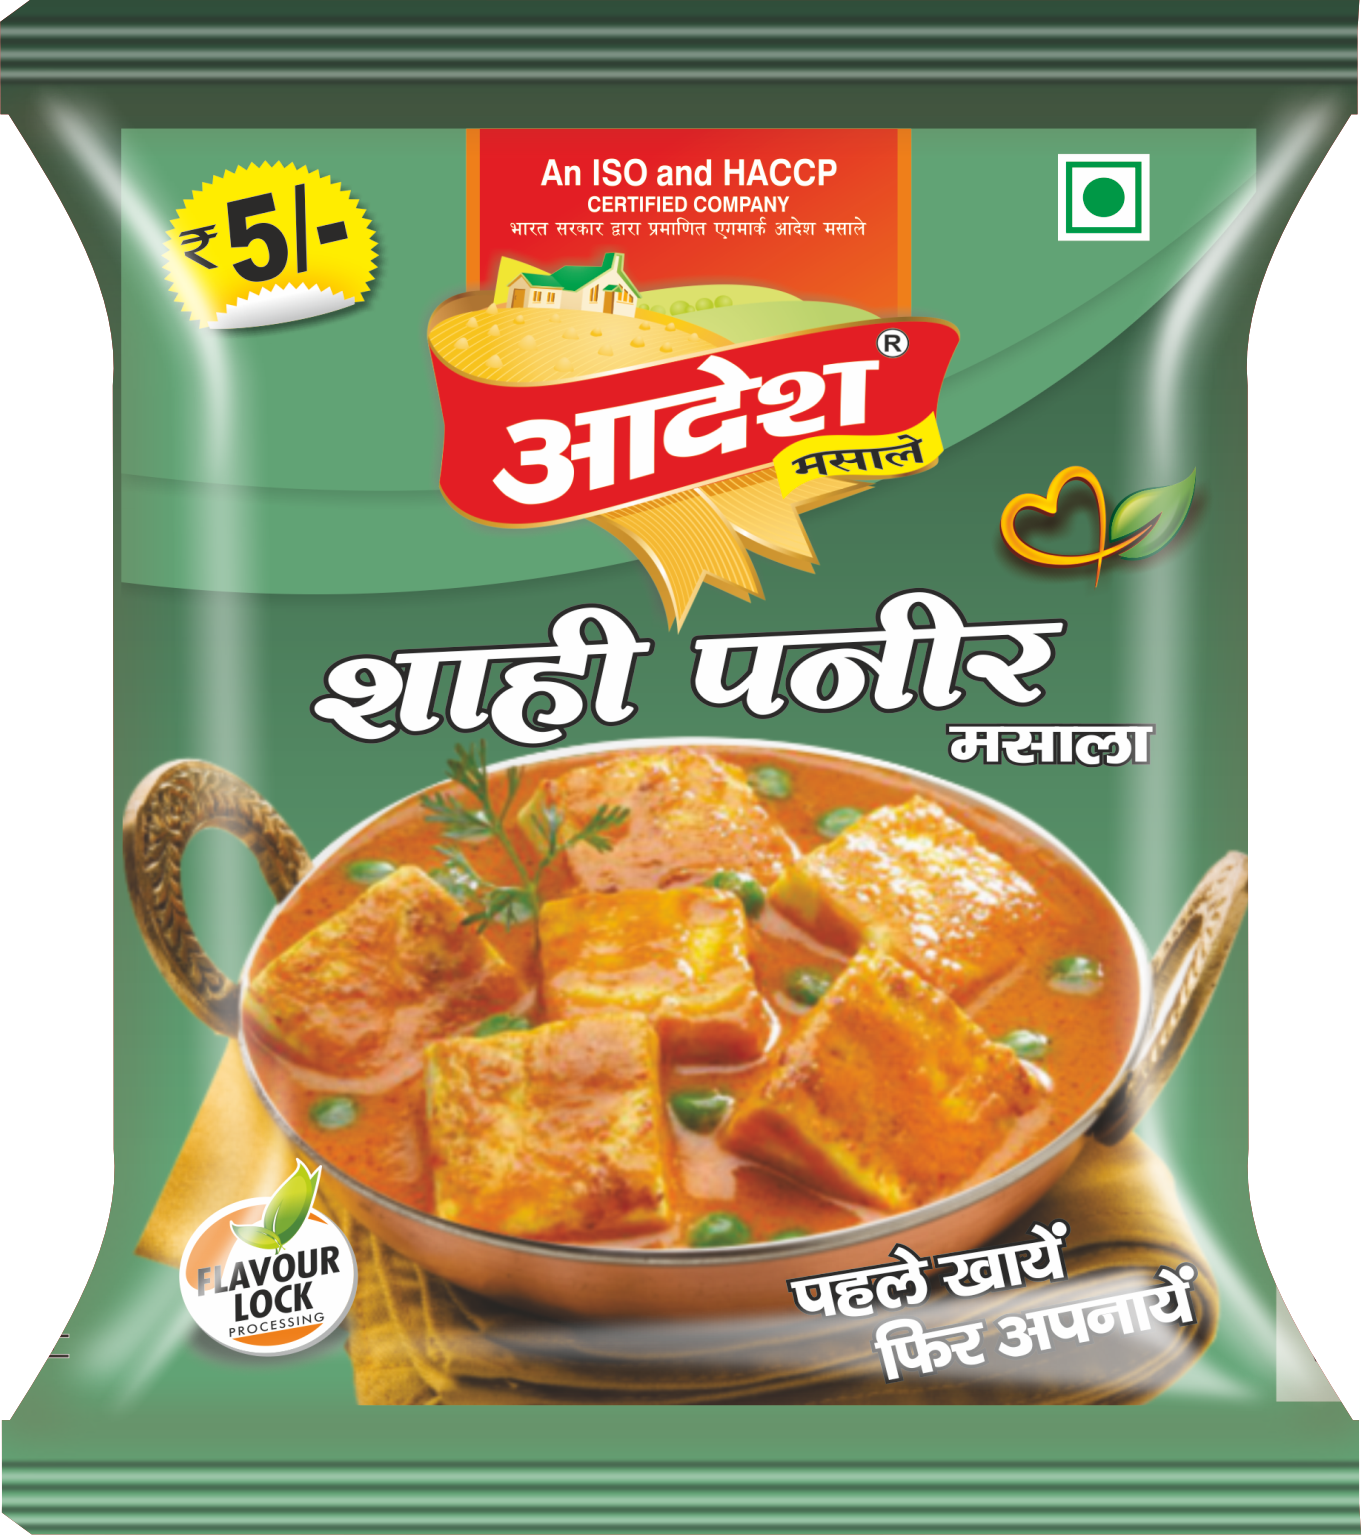 An ISO and HACCP
CERTIFIED COMPANY
भारत सरकार द्वारा प्रमाणित एगमार्क आदेश मसाले
₹5/-
आदेश ®
मसाले
शाही पनीर
मसाला
FLAVOUR
LOCK
PROCESSING
पहले खायें
फिर अपनायें